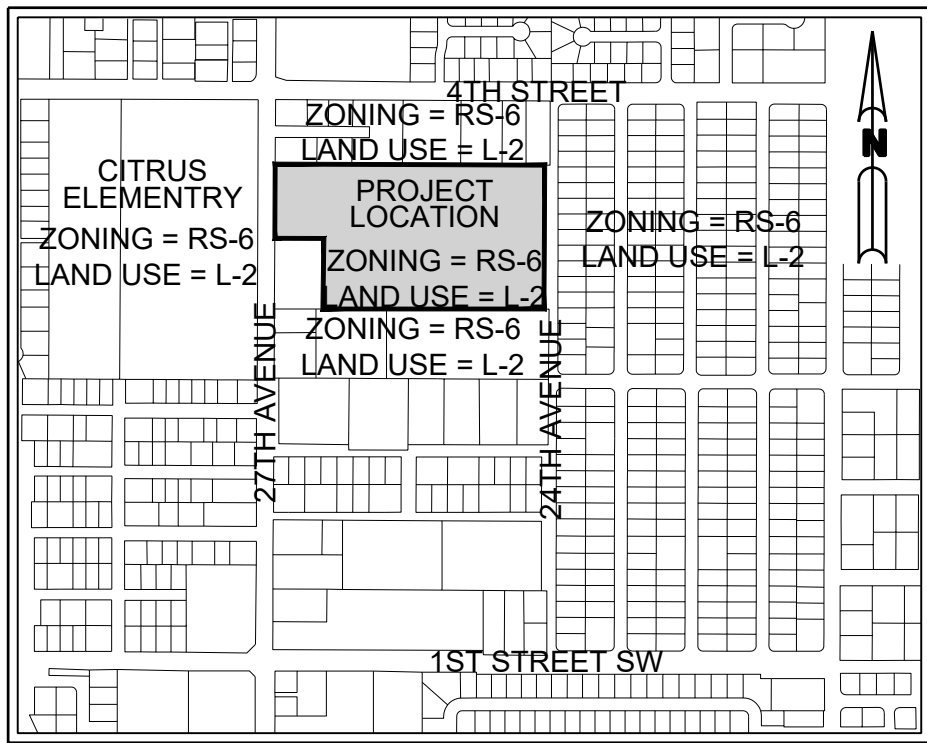 4TH STREET
ZONING = RS-6
LAND USE = L-2
N
CITRUS
ELEMENTRY
ZONING = RS-6
LAND USE = L-2
PROJECT
LOCATION
ZONING = RS-6
LAND USE = L-2
ZONING = RS-6
LAND USE = L-2
ZONING = RS-6
LAND USE = L-2
27TH AVENUE
24TH AVENUE
1ST STREET SW